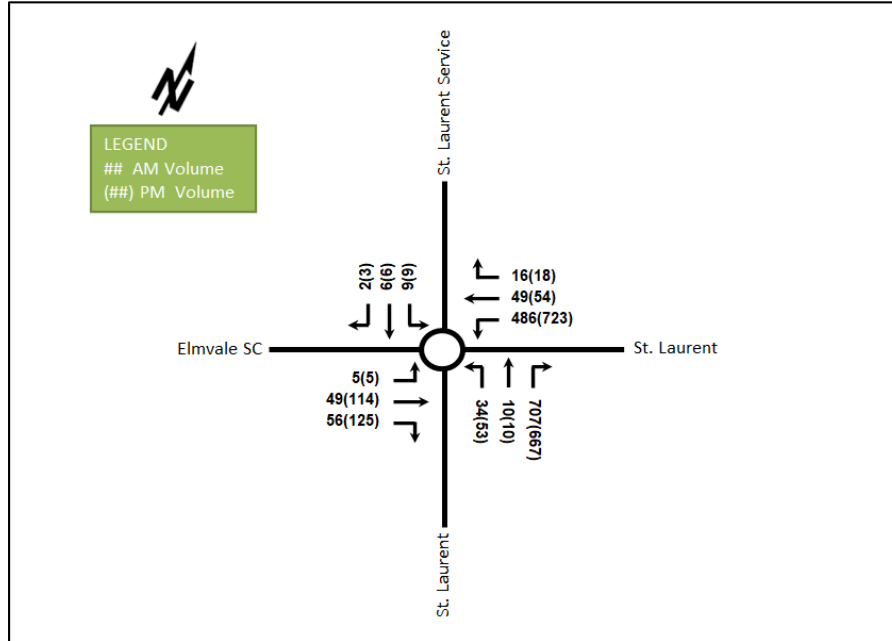 N
LEGEND
## AM Volume
(##) PM Volume
St. Laurent Service
2(3)
6(6)
9(9)
16(18)
49(54)
486(723)
Elmvale SC
St. Laurent
5(5)
49(114)
56(125)
34(53)
10(10)
707(667)
St. Laurent